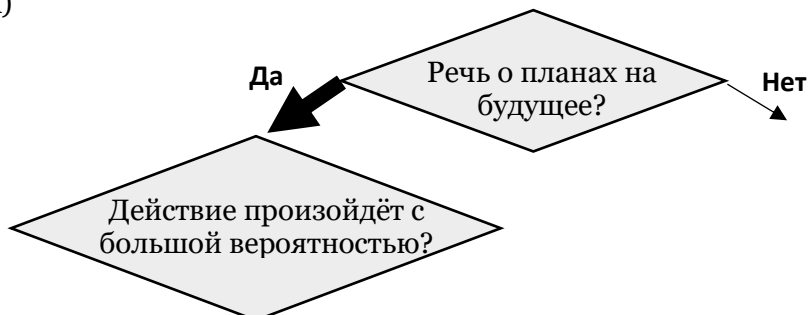 Речь о планах на
будущее?
Да
Нет
Действие произойдёт с
большой вероятностью?